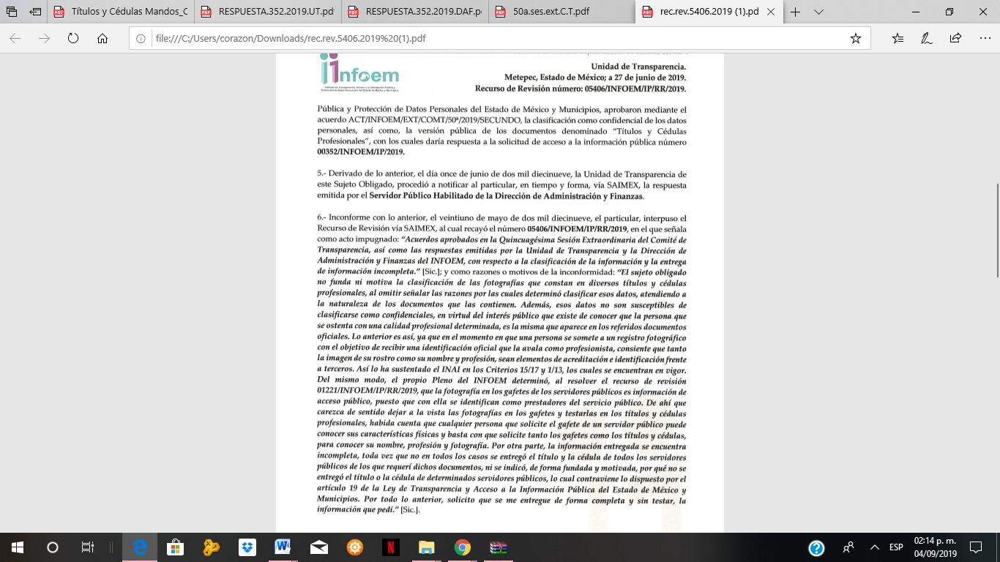 Títulos y Cédulas Mandos_C
RESPUESTA.352.2019.UT.pdf
RESPUESTA.352.2019.DAF.p
50a.ses.ext.C.T.pdf
rec.rev.5406.2019 (1).pd
file:///C:/Users/corazon/Downloads/rec.rev.5406.2019%20(1).pdf
infoem
Instituto de Transparencia, Acceso a la Información Pública y
Protección de Datos Personales del Estado de México y Municipios
Unidad de Transparencia.
Metepec, Estado de México; a 27 de junio de 2019.
Recurso de Revisión número: 05406/INFOEM/IP/RR/2019.
Pública y Protección de Datos Personales del Estado de México y Municipios, aprobaron mediante el
acuerdo ACT/INFOEM/EXT/COMT/50ª/2019/SECUNDO, la clasificación como confidencial de los datos
personales, así como, la versión pública de los documentos denominado “Títulos y Cédulas
Profesionales”, con los cuales daría respuesta a la solicitud de acceso a la información pública número
00352/INFOEM/IP/2019.
5.- Derivado de lo anterior, el día once de junio de dos mil diecinueve, la Unidad de Transparencia de
este Sujeto Obligado, procedió a notificar al particular, en tiempo y forma, vía SAIMEX, la respuesta
emitida por el Servidor Público Habilitado de la Dirección de Administración y Finanzas.
6.- Inconforme con lo anterior, el veintiuno de mayo de dos mil diecinueve, el particular, interpuso el
Recurso de Revisión vía SAIMEX, al cual recayó el número 05406/INFOEM/IP/RR/2019, en el que señala
como acto impugnado: “Acuerdos aprobados en la Quincuagésima Sesión Extraordinaria del Comité de
Transparencia, así como las respuestas emitidas por la Unidad de Transparencia y la Dirección de
Administración y Finanzas del INFOEM, con respecto a la clasificación de la información y la entrega
de información incompleta.” [Sic.]; y como razones o motivos de la inconformidad: “El sujeto obligado
no funda ni motiva la clasificación de las fotografías que constan en diversos títulos y cédulas
profesionales, al omitir señalar las razones por las cuales determinó clasificar esos datos, atendiendo a
la naturaleza de los documentos que las contienen. Además, esos datos no son susceptibles de
clasificarse como confidenciales, en virtud del interés público que existe de conocer que la persona que
se ostenta con una calidad profesional determinada, es la misma que aparece en los referidos documentos
oficiales. Lo anterior es así, ya que en el momento en que una persona se somete a un registro fotográfico
con el objetivo de recibir una identificación oficial que la avala como profesionista, consiente que tanto
la imagen de su rostro como su nombre y profesión, sean elementos de acreditación e identificación frente
a terceros. Así lo ha sustentado el INAI en los Criterios 15/17 y 1/13, los cuales se encuentran en vigor.
Del mismo modo, el propio Pleno del INFOEM determinó, al resolver el recurso de revisión
01221/INFOEM/IP/RR/2019, que la fotografía en los gafetes de los servidores públicos es información de
acceso público, puesto que con ella se identifican como prestadores del servicio público. De ahí que
carezca de sentido dejar a la vista las fotografías en los gafetes y testarlas en los títulos y cédulas
profesionales, habida cuenta que cualquier persona que solicite el gafete de un servidor público puede
conocer sus características físicas y basta con que solicite tanto los gafetes como los títulos y cédulas,
para conocer su nombre, profesión y fotografía. Por otra parte, la información entregada se encuentra
incompleta, toda vez que no en todos los casos se entregó el título y la cédula de todos los servidores
públicos de los que requerí dichos documentos, ni se indicó, de forma fundada y motivada, por qué no se
entregó el título o la cédula de determinados servidores públicos, lo cual contraviene lo dispuesto por el
artículo 19 de la Ley de Transparencia y Acceso a la Información Pública del Estado de México y
Municipios. Por todo lo anterior, solicito que se me entregue de forma completa y sin testar, la
información que pedí.” [Sic.].
ESP
02:14 p. m.
04/09/2019